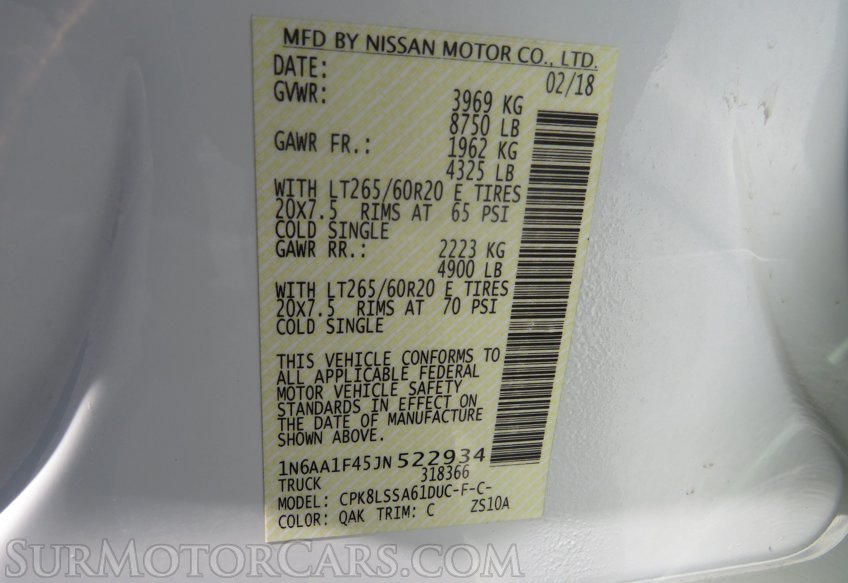 MFD BY NISSAN MOTOR CO., LTD.
DATE: 02/18
GVWR: 3969 KG
8750 LB
GAWR FR.: 1962 KG
4325 LB
WITH LT265/60R20 E TIRES
20X7.5 RIMS AT 65 PSI
COLD SINGLE
GAWR RR.: 2223 KG
4900 LB
WITH LT265/60R20 E TIRES
20X7.5 RIMS AT 70 PSI
COLD SINGLE
THIS VEHICLE CONFORMS TO
ALL APPLICABLE FEDERAL
MOTOR VEHICLE SAFETY
STANDARDS IN EFFECT ON
THE DATE OF MANUFACTURE
SHOWN ABOVE.
1N6AA1F45JN522934
TRUCK 318366
MODEL: CPK8LSSA61DUC-F-C-
COLOR: QAK TRIM: C ZS10A
SURMOTORCARS.COM